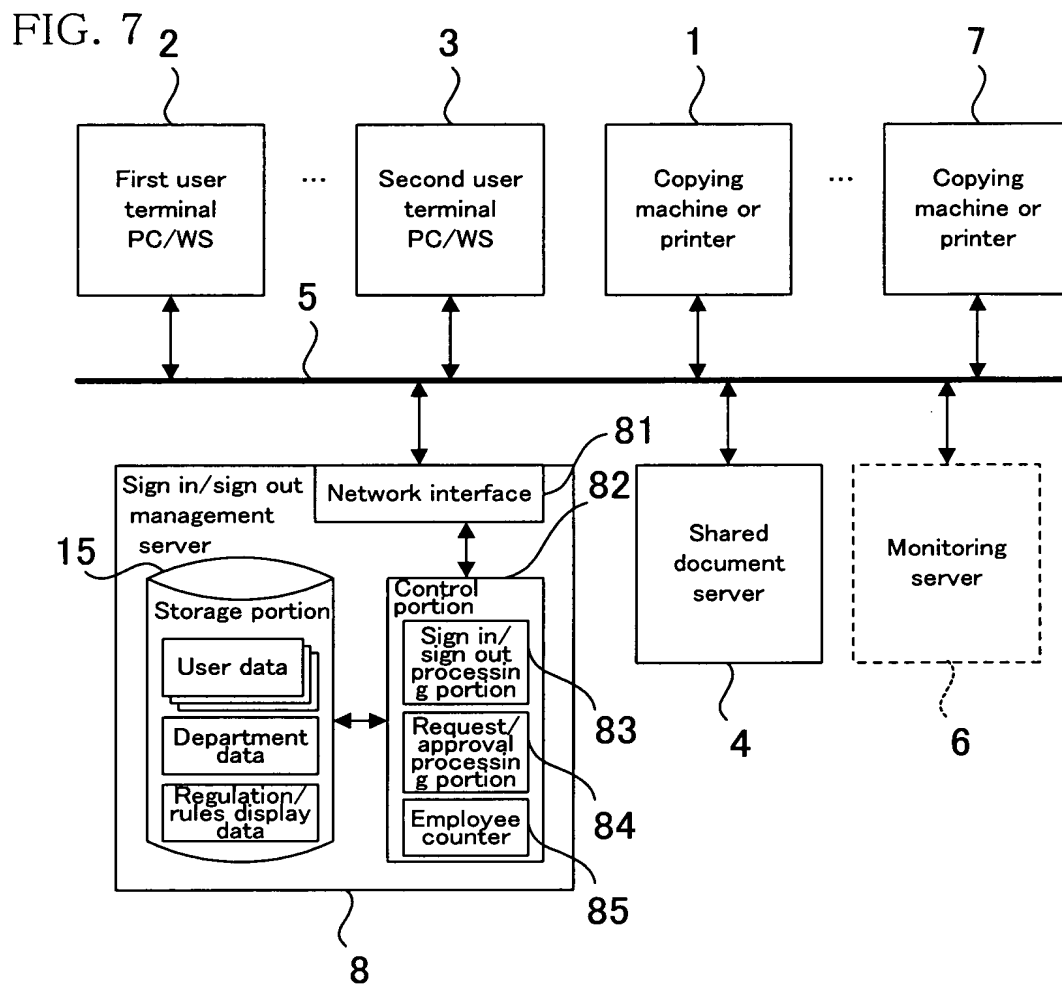 FIG. 7
2
3
1
7
First user
terminal
PC/WS
...
Second user
terminal
PC/WS
Copying
machine or
printer
...
Copying
machine or
printer
5
81
82
Sign in/sign out
management
server
Network interface
15
Storage portion
User data
Department
data
Regulation/
rules display
data
Control
portion
Sign in/
sign out
processin
g portion
Request/
approval
processin
g portion
Employee
counter
83
84
85
8
Shared
document
server
4
Monitoring
server
6